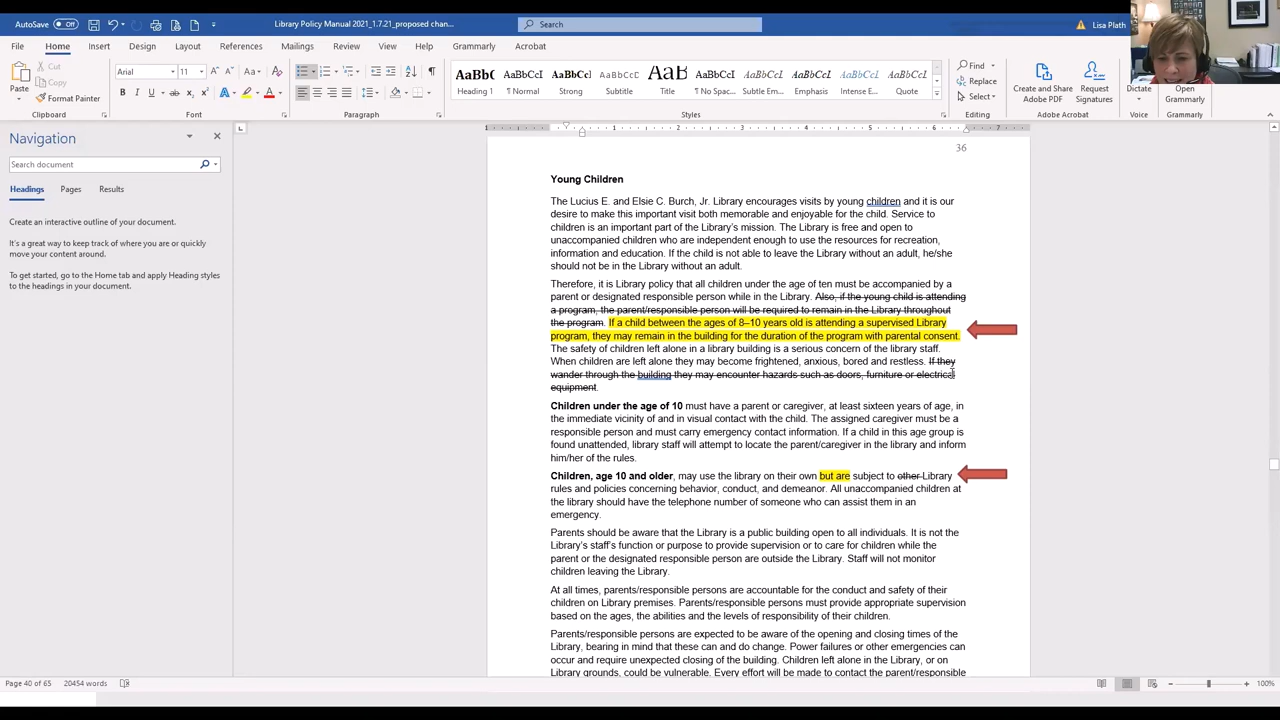 AutoSave Off
Library Policy Manual 2021_1.7.21_proposed chan...
Search
Lisa Plath
File Home Insert Design Layout References Mailings Review View Help Grammarly Acrobat
Paste
Cut
Copy
Format Painter
Clipboard
Arial 11
B I U
Font
Paragraph
AaBbC AaBbCcI AaBbCc AaBbCcI AaB AaBbCcI AaBbCcI AaBbCcI AaBbCcI AaBbCcI
Heading 1 ¶ Normal Strong Subtitle Title ¶ No Spac... Subtle Em... Emphasis Intense E... Quote
Styles
Find
Replace
Select
Editing
Create and Share Adobe PDF
Request Signatures
Adobe Acrobat
Dictate
Voice
Open Grammarly
Grammarly
Navigation
Search document
Headings Pages Results
Create an interactive outline of your document.
It's a great way to keep track of where you are or quickly
move your content around.
To get started, go to the Home tab and apply Heading styles
to the headings in your document.
1 1 2 3 4 5 6 7
36
Young Children
The Lucius E. and Elsie C. Burch, Jr. Library encourages visits by young children and it is our
desire to make this important visit both memorable and enjoyable for the child. Service to
children is an important part of the Library's mission. The Library is free and open to
unaccompanied children who are independent enough to use the resources for recreation,
information and education. If the child is not able to leave the Library without an adult, he/she
should not be in the Library without an adult.
Therefore, it is Library policy that all children under the age of ten must be accompanied by a
parent or designated responsible person while in the Library. Also, if the young child is attending
a program, the parent/responsible person will be required to remain in the Library throughout
the program. If a child between the ages of 8–10 years old is attending a supervised Library
program, they may remain in the building for the duration of the program with parental consent.
The safety of children left alone in a library building is a serious concern of the library staff.
When children are left alone they may become frightened, anxious, bored and restless. If they
wander through the building they may encounter hazards such as doors, furniture or electrical
equipment.
Children under the age of 10 must have a parent or caregiver, at least sixteen years of age, in
the immediate vicinity of and in visual contact with the child. The assigned caregiver must be a
responsible person and must carry emergency contact information. If a child in this age group is
found unattended, library staff will attempt to locate the parent/caregiver in the library and inform
him/her of the rules.
Children, age 10 and older, may use the library on their own but are subject to other Library
rules and policies concerning behavior, conduct, and demeanor. All unaccompanied children at
the library should have the telephone number of someone who can assist them in an
emergency.
Parents should be aware that the Library is a public building open to all individuals. It is not the
Library's staff's function or purpose to provide supervision or to care for children while the
parent or the designated responsible person are outside the Library. Staff will not monitor
children leaving the Library.
At all times, parents/responsible persons are accountable for the conduct and safety of their
children on Library premises. Parents/responsible persons must provide appropriate supervision
based on the ages, the abilities and the levels of responsibility of their children.
Parents/responsible persons are expected to be aware of the opening and closing times of the
Library, bearing in mind that these can and do change. Power failures or other emergencies can
occur and require unexpected closing of the building. Children left alone in the Library, or on
Library grounds, could be vulnerable. Every effort will be made to contact the parent/responsible
Page 40 of 65 20454 words
100%